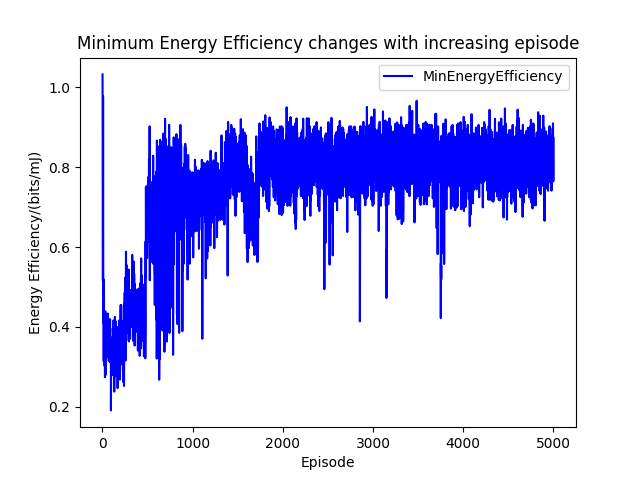 Minimum Energy Efficiency changes with increasing episode
MinEnergyEfficiency
1.0
0.8
0.6
0.4
0.2
Energy Efficiency/(bits/mJ)
0 1000 2000 3000 4000 5000
Episode